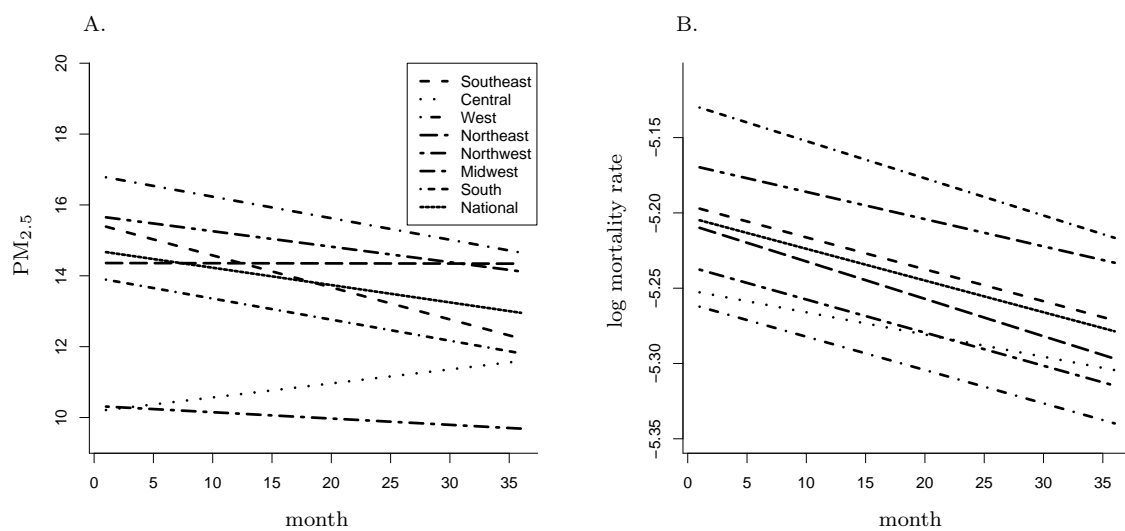 A.
20
18
16
14
12
10
PM2.5
Southeast
Central
West
Northeast
Northwest
Midwest
South
National
0 5 10 15 20 25 30 35
month
B.
−5.15
−5.20
−5.25
−5.30
−5.35
log mortality rate
0 5 10 15 20 25 30 35
month